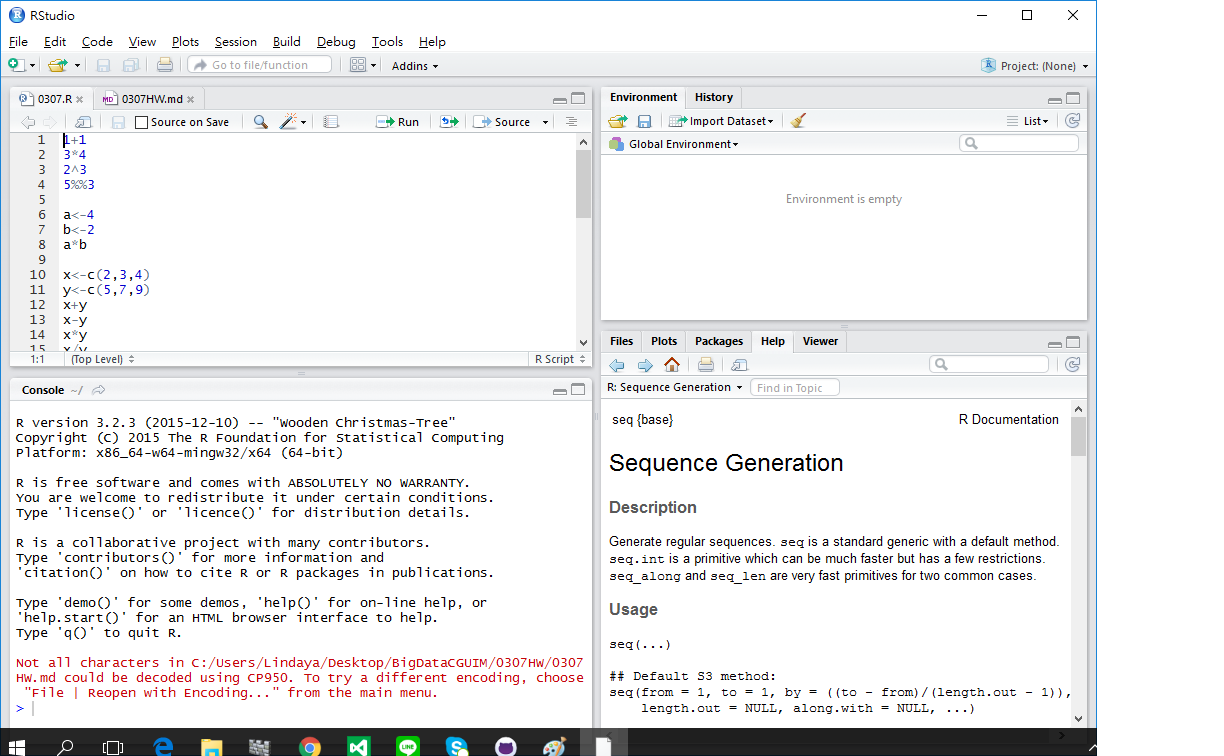 RStudio
File Edit Code View Plots Session Build Debug Tools Help
Go to file/function Addins Project: (None)
0307.R 0307HW.md
Source on Save Run Source
1 1+1
2 3*4
3 2^3
4 5%%3
5
6 a<-4
7 b<-2
8 a*b
9
10 x<-c(2,3,4)
11 y<-c(5,7,9)
12 x+y
13 x-y
14 x*y
15 x/y
1:1 (Top Level) R Script
Console ~/
R version 3.2.3 (2015-12-10) -- "Wooden Christmas-Tree"
Copyright (C) 2015 The R Foundation for Statistical Computing
Platform: x86_64-w64-mingw32/x64 (64-bit)
R is free software and comes with ABSOLUTELY NO WARRANTY.
You are welcome to redistribute it under certain conditions.
Type 'license()' or 'licence()' for distribution details.
R is a collaborative project with many contributors.
Type 'contributors()' for more information and
'citation()' on how to cite R or R packages in publications.
Type 'demo()' for some demos, 'help()' for on-line help, or
'help.start()' for an HTML browser interface to help.
Type 'q()' to quit R.
Not all characters in C:/Users/Lindaya/Desktop/BigDataCGUIM/0307HW/0307
HW.md could be decoded using CP950. To try a different encoding, choose
"File | Reopen with Encoding..." from the main menu.
>
Environment History
Import Dataset List
Global Environment
Environment is empty
Files Plots Packages Help Viewer
R: Sequence Generation Find in Topic
seq {base} R Documentation
Sequence Generation
Description
Generate regular sequences. seq is a standard generic with a default method.
seq.int is a primitive which can be much faster but has a few restrictions.
seq_along and seq_len are very fast primitives for two common cases.
Usage
seq(...)
## Default S3 method:
seq(from = 1, to = 1, by = ((to - from)/(length.out - 1)),
length.out = NULL, along.with = NULL, ...)